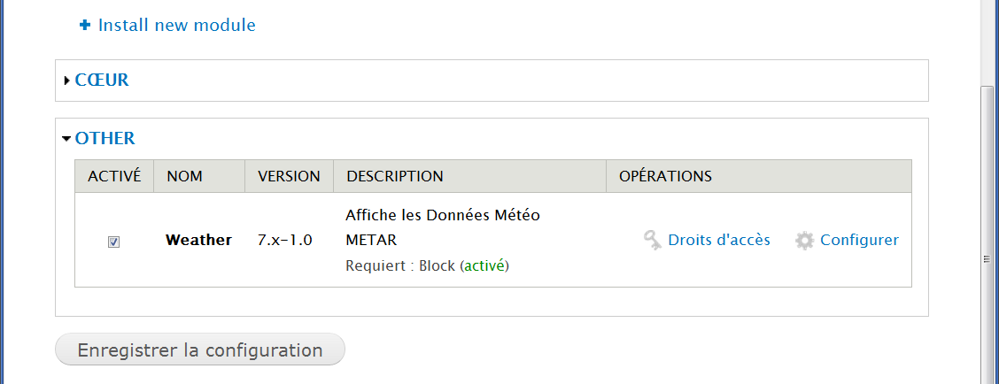 Install new module
CŒUR
OTHER
ACTIVÉ NOM VERSION DESCRIPTION OPÉRATIONS
Affiche les Données Météo
Weather 7.x-1.0 METAR Droits d'accès Configurer
Requiert : Block (activé)
Enregistrer la configuration